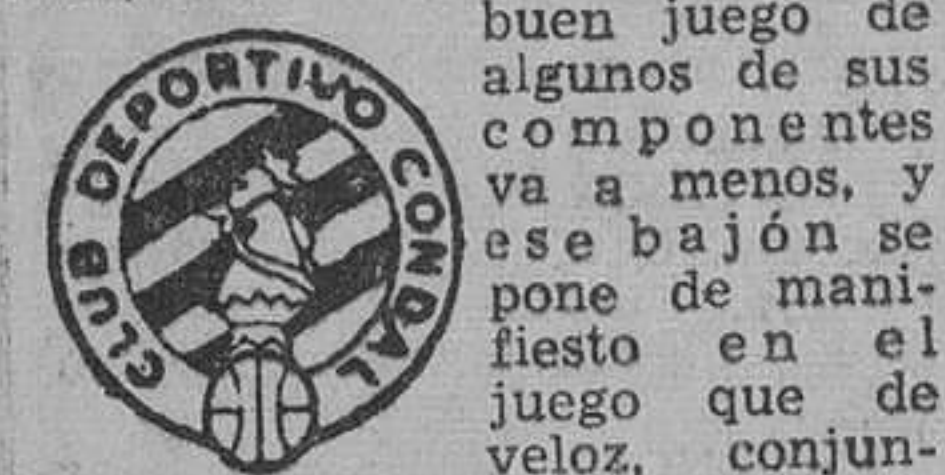 CLUB DEPORTIVO CONDAL
buen juego de
algunos de sus
componentes
va a menos, y
ese bajón se
pone de mani-
fiesto en el
juego que de
veloz, conjun-